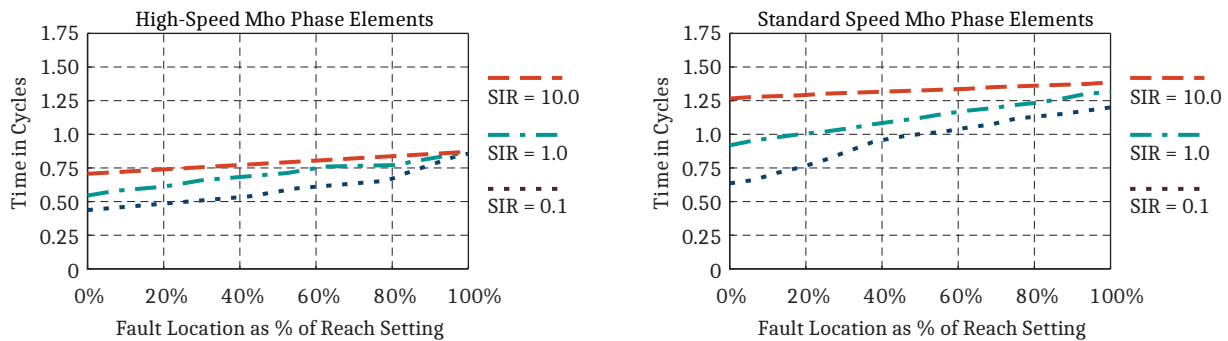 High-Speed Mho Phase Elements
1.75
1.50
1.25
1.0
0.75
0.50
0.25
0
Time in Cycles
0% 20% 40% 60% 80% 100%
Fault Location as % of Reach Setting
SIR = 10.0
SIR = 1.0
SIR = 0.1
Standard Speed Mho Phase Elements
1.75
1.50
1.25
1.0
0.75
0.50
0.25
0
Time in Cycles
0% 20% 40% 60% 80% 100%
Fault Location as % of Reach Setting
SIR = 10.0
SIR = 1.0
SIR = 0.1